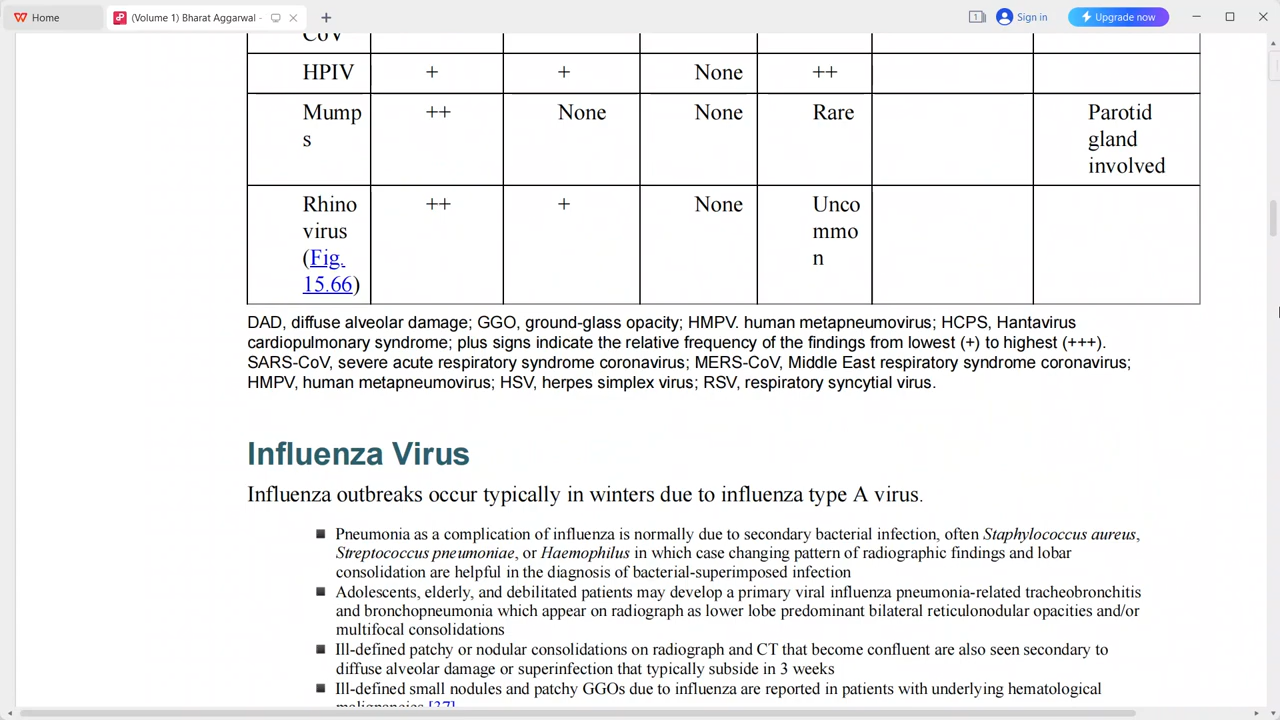 Home
(Volume 1) Bharat Aggarwal -
1
Sign in
Upgrade now
CoV
HPIV + + None ++
Mump ++ None None Rare Parotid
s gland
involved
Rhino ++ + None Unco
virus mmo
(Fig. n
15.66)
DAD, diffuse alveolar damage; GGO, ground-glass opacity; HMPV. human metapneumovirus; HCPS, Hantavirus
cardiopulmonary syndrome; plus signs indicate the relative frequency of the findings from lowest (+) to highest (+++).
SARS-CoV, severe acute respiratory syndrome coronavirus; MERS-CoV, Middle East respiratory syndrome coronavirus;
HMPV, human metapneumovirus; HSV, herpes simplex virus; RSV, respiratory syncytial virus.
Influenza Virus
Influenza outbreaks occur typically in winters due to influenza type A virus.
■ Pneumonia as a complication of influenza is normally due to secondary bacterial infection, often Staphylococcus aureus,
Streptococcus pneumoniae, or Haemophilus in which case changing pattern of radiographic findings and lobar
consolidation are helpful in the diagnosis of bacterial-superimposed infection
■ Adolescents, elderly, and debilitated patients may develop a primary viral influenza pneumonia-related tracheobronchitis
and bronchopneumonia which appear on radiograph as lower lobe predominant bilateral reticulonodular opacities and/or
multifocal consolidations
■ Ill-defined patchy or nodular consolidations on radiograph and CT that become confluent are also seen secondary to
diffuse alveolar damage or superinfection that typically subside in 3 weeks
■ Ill-defined small nodules and patchy GGOs due to influenza are reported in patients with underlying hematological
malignancies [37]